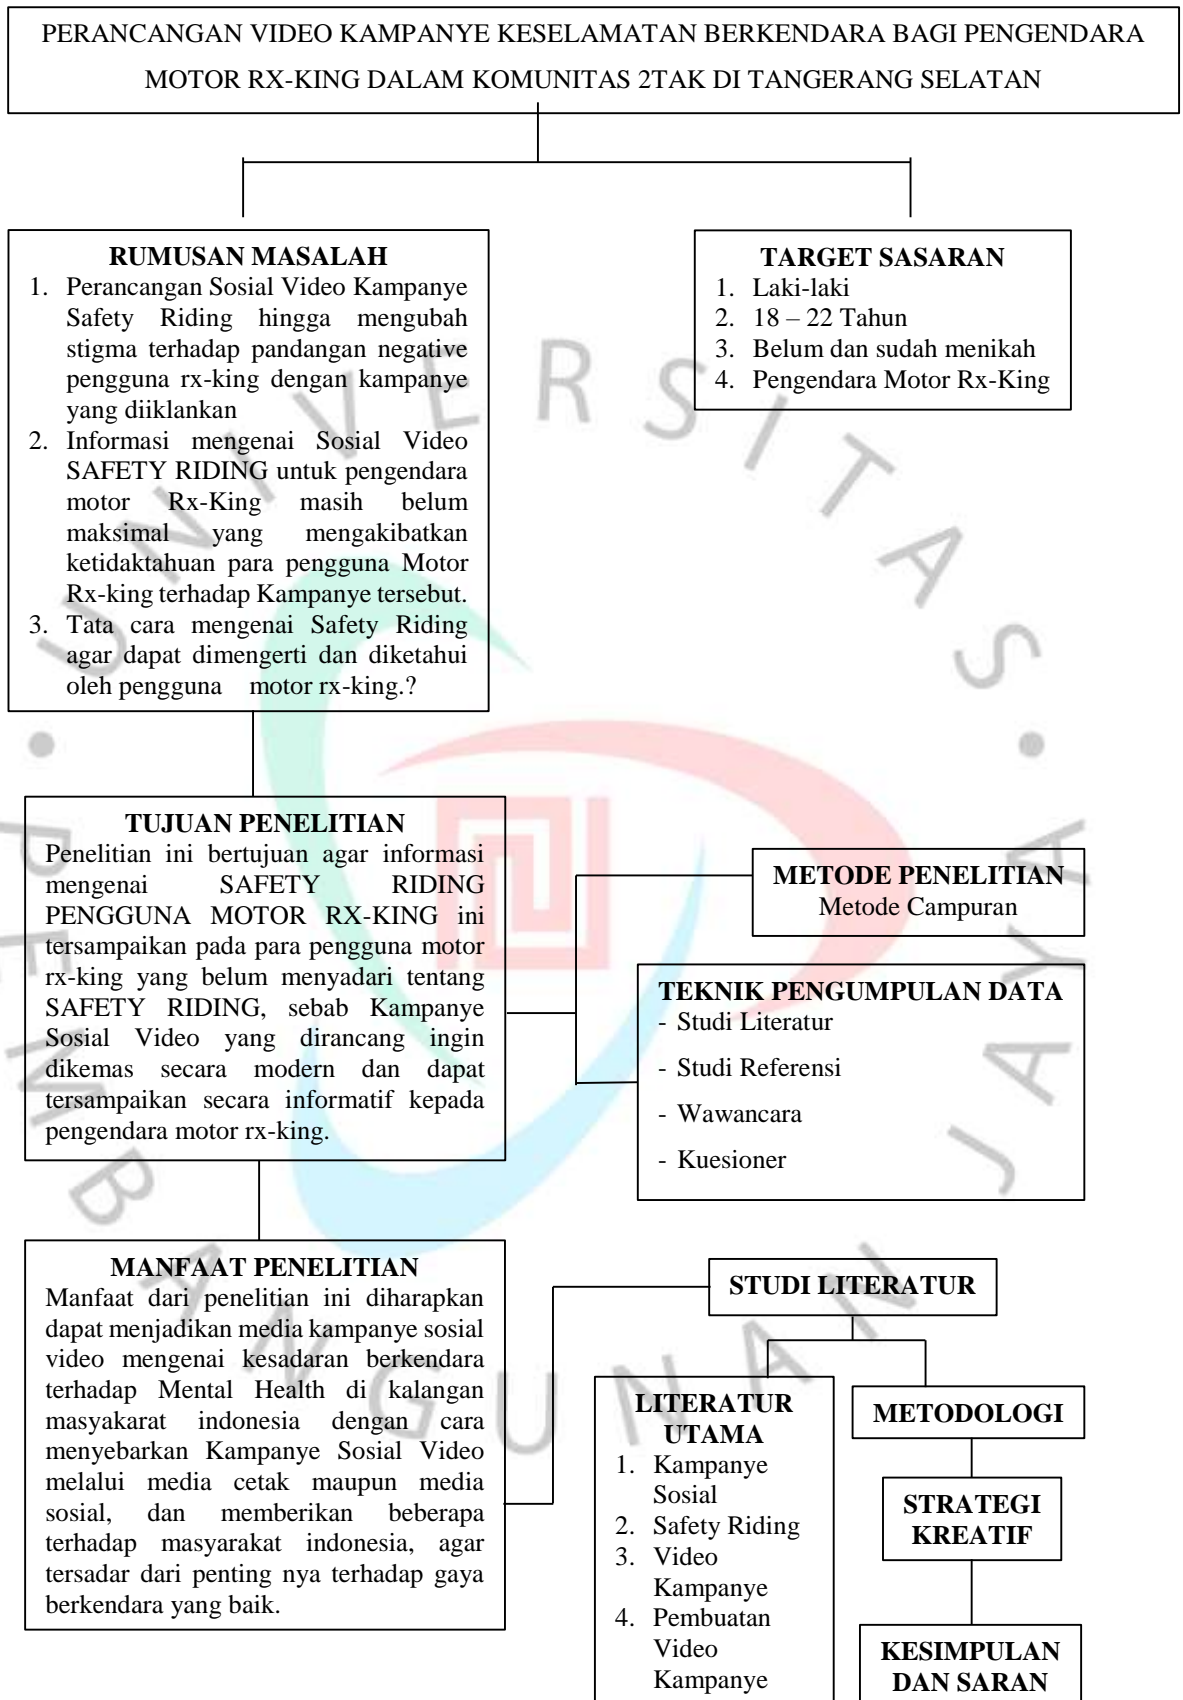 PERANCANGAN VIDEO KAMPANYE KESELAMATAN BERKENDARA BAGI PENGENDARA
MOTOR RX-KING DALAM KOMUNITAS 2TAK DI TANGERANG SELATAN
RUMUSAN MASALAH
1. Perancangan Sosial Video Kampanye
Safety Riding hingga mengubah
stigma terhadap pandangan negative
pengguna rx-king dengan kampanye
yang diiklankan
2. Informasi mengenai Sosial Video
SAFETY RIDING untuk pengendara
motor Rx-King masih belum
maksimal yang mengakibatkan
ketidaktahuan para pengguna Motor
Rx-king terhadap Kampanye tersebut.
3. Tata cara mengenai Safety Riding
agar dapat dimengerti dan diketahui
oleh pengguna motor rx-king.?
TARGET SASARAN
1. Laki-laki
2. 18 – 22 Tahun
3. Belum dan sudah menikah
4. Pengendara Motor Rx-King
TUJUAN PENELITIAN
Penelitian ini bertujuan agar informasi
mengenai SAFETY RIDING
PENGGUNA MOTOR RX-KING ini
tersampaikan pada para pengguna motor
rx-king yang belum menyadari tentang
SAFETY RIDING, sebab Kampanye
Sosial Video yang dirancang ingin
dikemas secara modern dan dapat
tersampaikan secara informatif kepada
pengendara motor rx-king.
METODE PENELITIAN
Metode Campuran
TEKNIK PENGUMPULAN DATA
- Studi Literatur
- Studi Referensi
- Wawancara
- Kuesioner
MANFAAT PENELITIAN
Manfaat dari penelitian ini diharapkan
dapat menjadikan media kampanye sosial
video mengenai kesadaran berkendara
terhadap Mental Health di kalangan
masyakarat indonesia dengan cara
menyebarkan Kampanye Sosial Video
melalui media cetak maupun media
sosial, dan memberikan beberapa
terhadap masyarakat indonesia, agar
tersadar dari penting nya terhadap gaya
berkendara yang baik.
STUDI LITERATUR
LITERATUR
UTAMA
1. Kampanye
Sosial
2. Safety Riding
3. Video
Kampanye
4. Pembuatan
Video
Kampanye
METODOLOGI
STRATEGI
KREATIF
KESIMPULAN
DAN SARAN
UNIVERSITAS • PEMBANGUNAN JAYA •